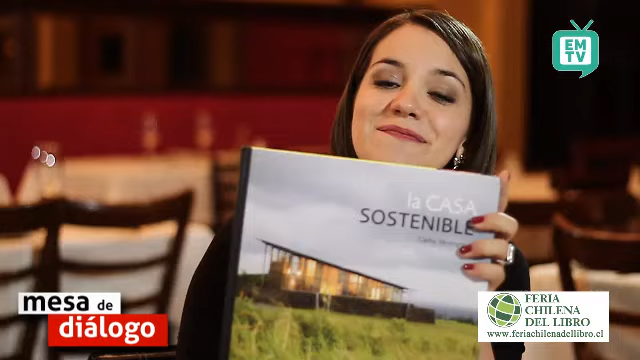 EM
TV
la CASA
SOSTENIBLE
mesa de
diálogo
FERIA
CHILENA
DEL LIBRO
www.feriachilenadellibro.cl